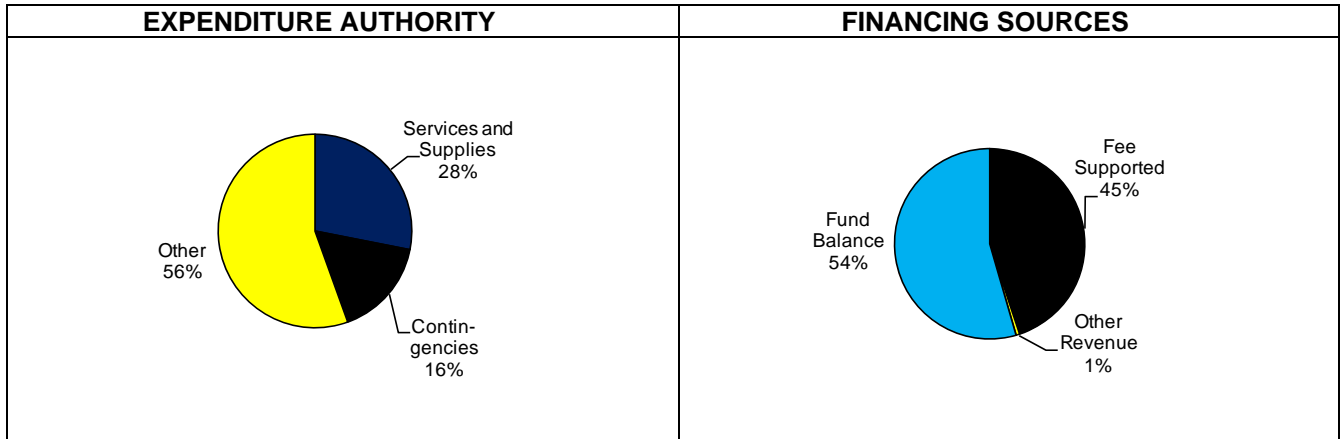 EXPENDITURE AUTHORITY
Services and
Supplies
28%
Other
56%
Contin-
gencies
16%
FINANCING SOURCES
Fee
Supported
45%
Fund
Balance
54%
Other
Revenue
1%